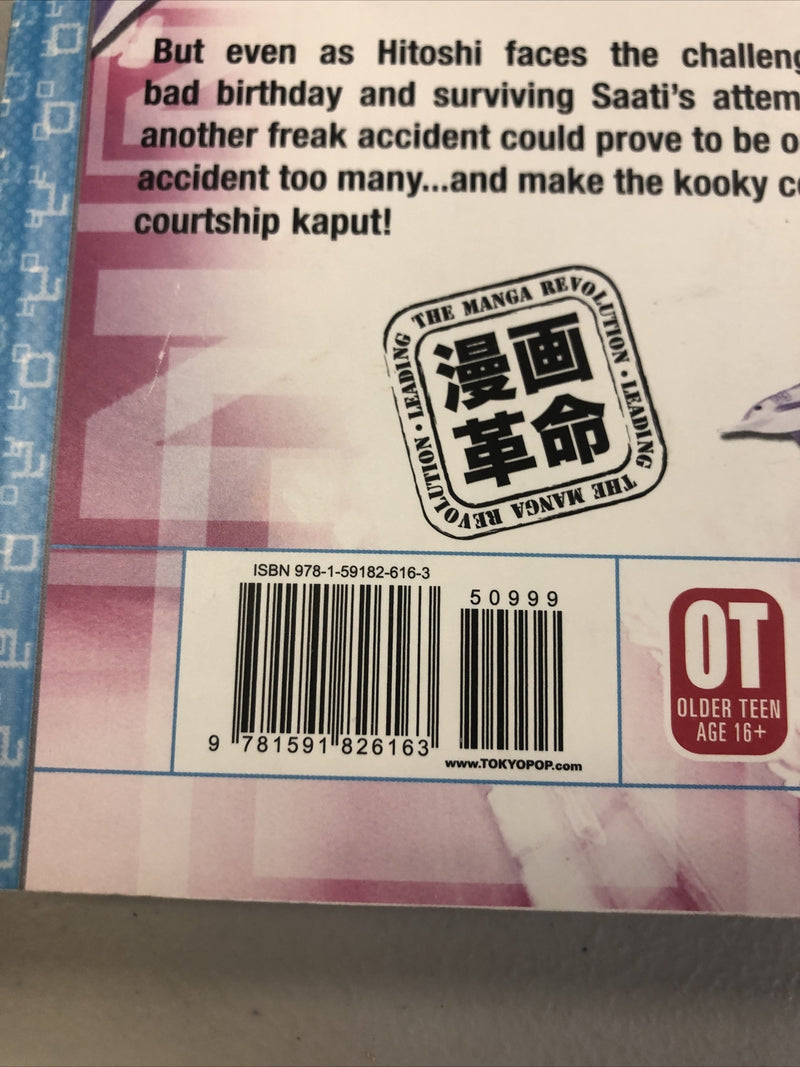 But even as Hitoshi faces the
bad birthday and surviving Saati's
another freak accident could prove to be
accident too many...and make the kooky
courtship kaput!
LEADING THE MANGA REVOLUTION • LEADING THE MANGA REVOLUTION •
漫画
革命
ISBN 978-1-59182-616-3
50999
9 781591 826163
www.TOKYOPOP.com
OT
OLDER TEEN
AGE 16+